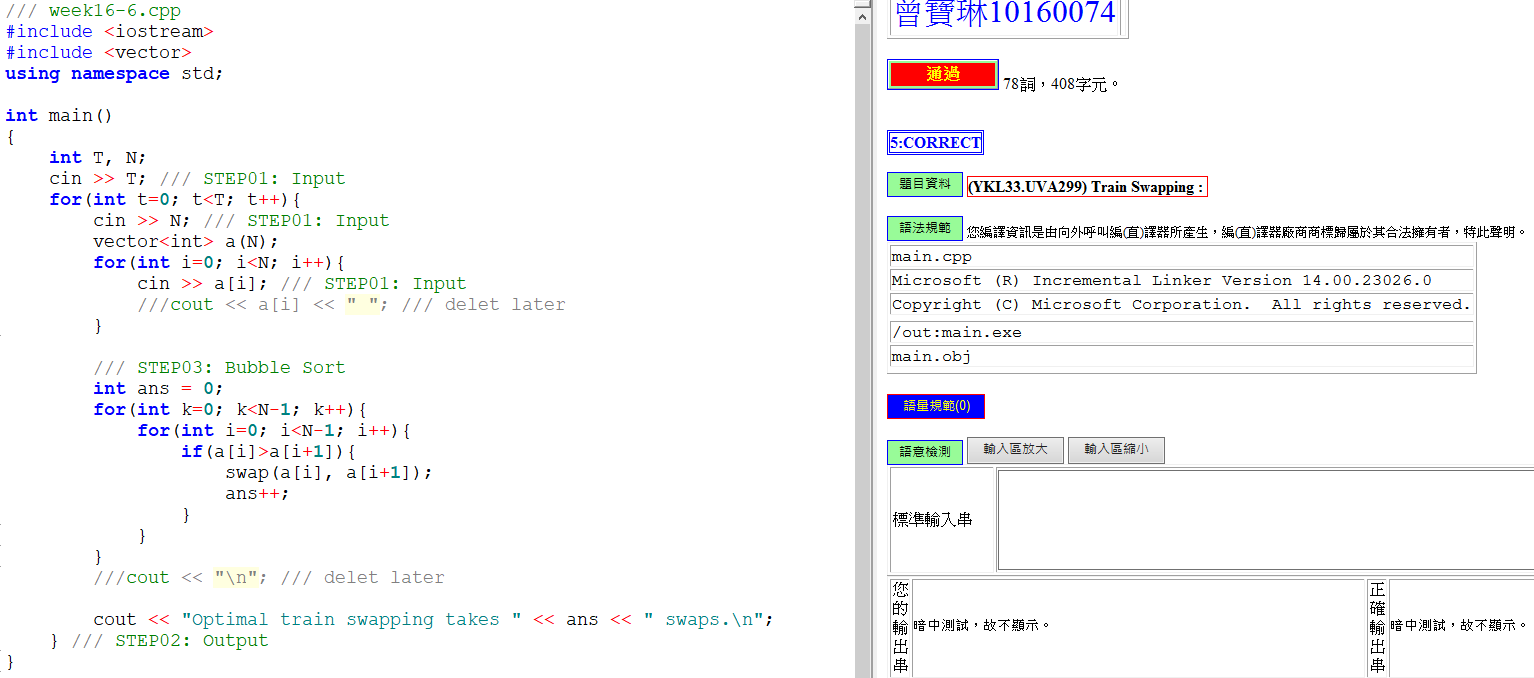 /// week16-6.cpp
#include <iostream>
#include <vector>
using namespace std;

int main()
{
    int T, N;
    cin >> T; /// STEP01: Input
    for(int t=0; t<T; t++){
        cin >> N; /// STEP01: Input
        vector<int> a(N);
        for(int i=0; i<N; i++){
            cin >> a[i]; /// STEP01: Input
            ///cout << a[i] << " "; /// delet later
        }

        /// STEP03: Bubble Sort
        int ans = 0;
        for(int k=0; k<N-1; k++){
            for(int i=0; i<N-1; i++){
                if(a[i]>a[i+1]){
                    swap(a[i], a[i+1]);
                    ans++;
                }
            }
        }
        ///cout << "\n"; /// delet later

        cout << "Optimal train swapping takes " << ans << " swaps.\n";
    } /// STEP02: Output
}
曾寶琳10160074
通過 78詞，408字元。
5:CORRECT
題目資料 (YKL33.UVA299) Train Swapping :
語法規範 您編譯資訊是由向外呼叫編(直)譯器所產生，編(直)譯器廠商商標歸屬於其合法擁有者，特此聲明。
main.cpp
Microsoft (R) Incremental Linker Version 14.00.23026.0
Copyright (C) Microsoft Corporation.  All rights reserved.
/out:main.exe
main.obj
語量規範(0)
語意檢測 輸入區放大 輸入區縮小
標準輸入串
您的輸出串 暗中測試，故不顯示。 正確輸出串 暗中測試，故不顯示。